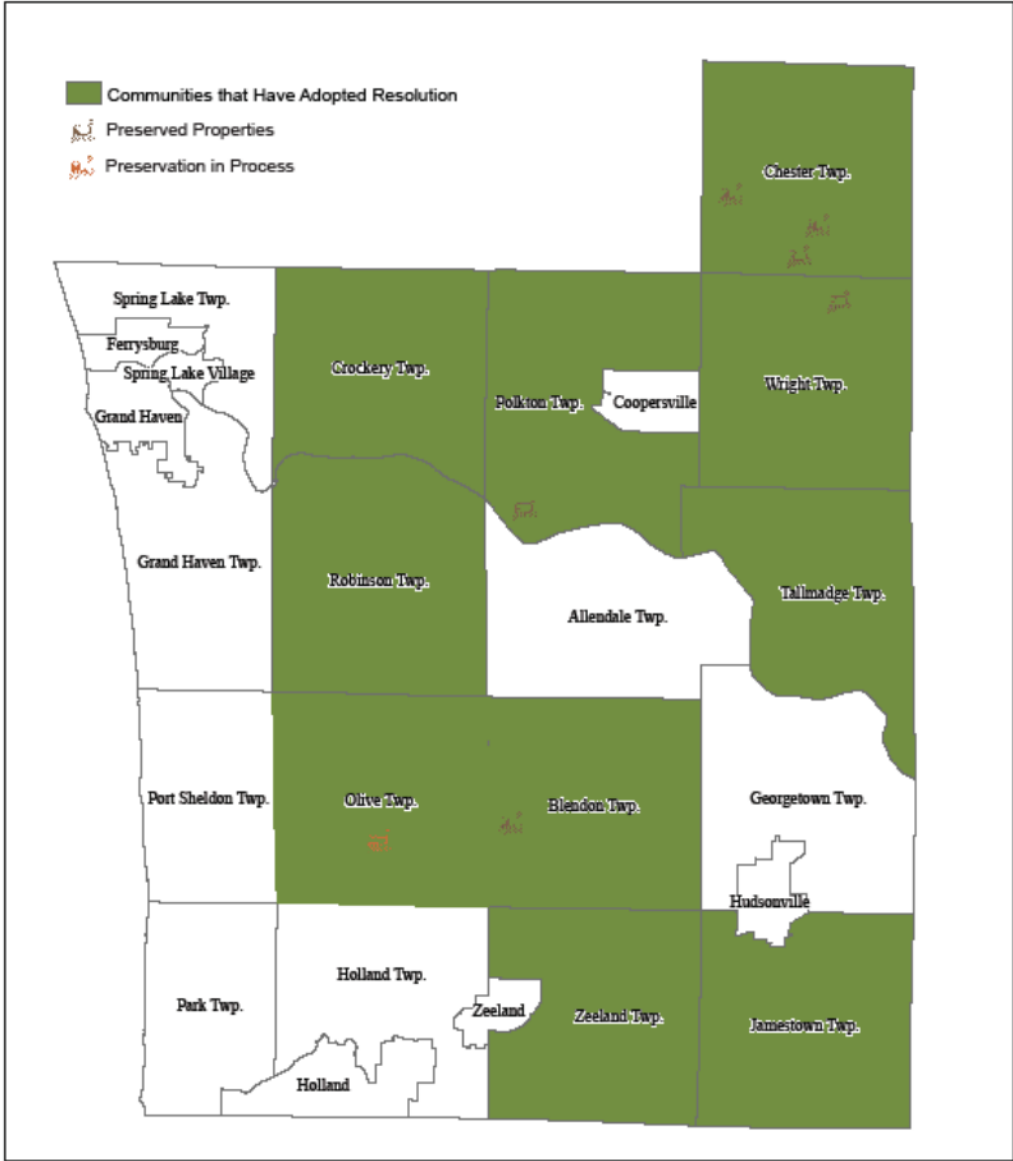 Communities that Have Adopted Resolution
Preserved Properties
Preservation in Process
Chester Twp.
Spring Lake Twp.
Ferrysburg
Spring Lake Village
Grand Haven
Crockery Twp.
Polkton Twp.
Coopersville
Wright Twp.
Grand Haven Twp.
Robinson Twp.
Allendale Twp.
Tallmadge Twp.
Port Sheldon Twp.
Olive Twp.
Blendon Twp.
Georgetown Twp.
Hudsonville
Park Twp.
Holland Twp.
Zeeland
Zeeland Twp.
Jamestown Twp.
Holland